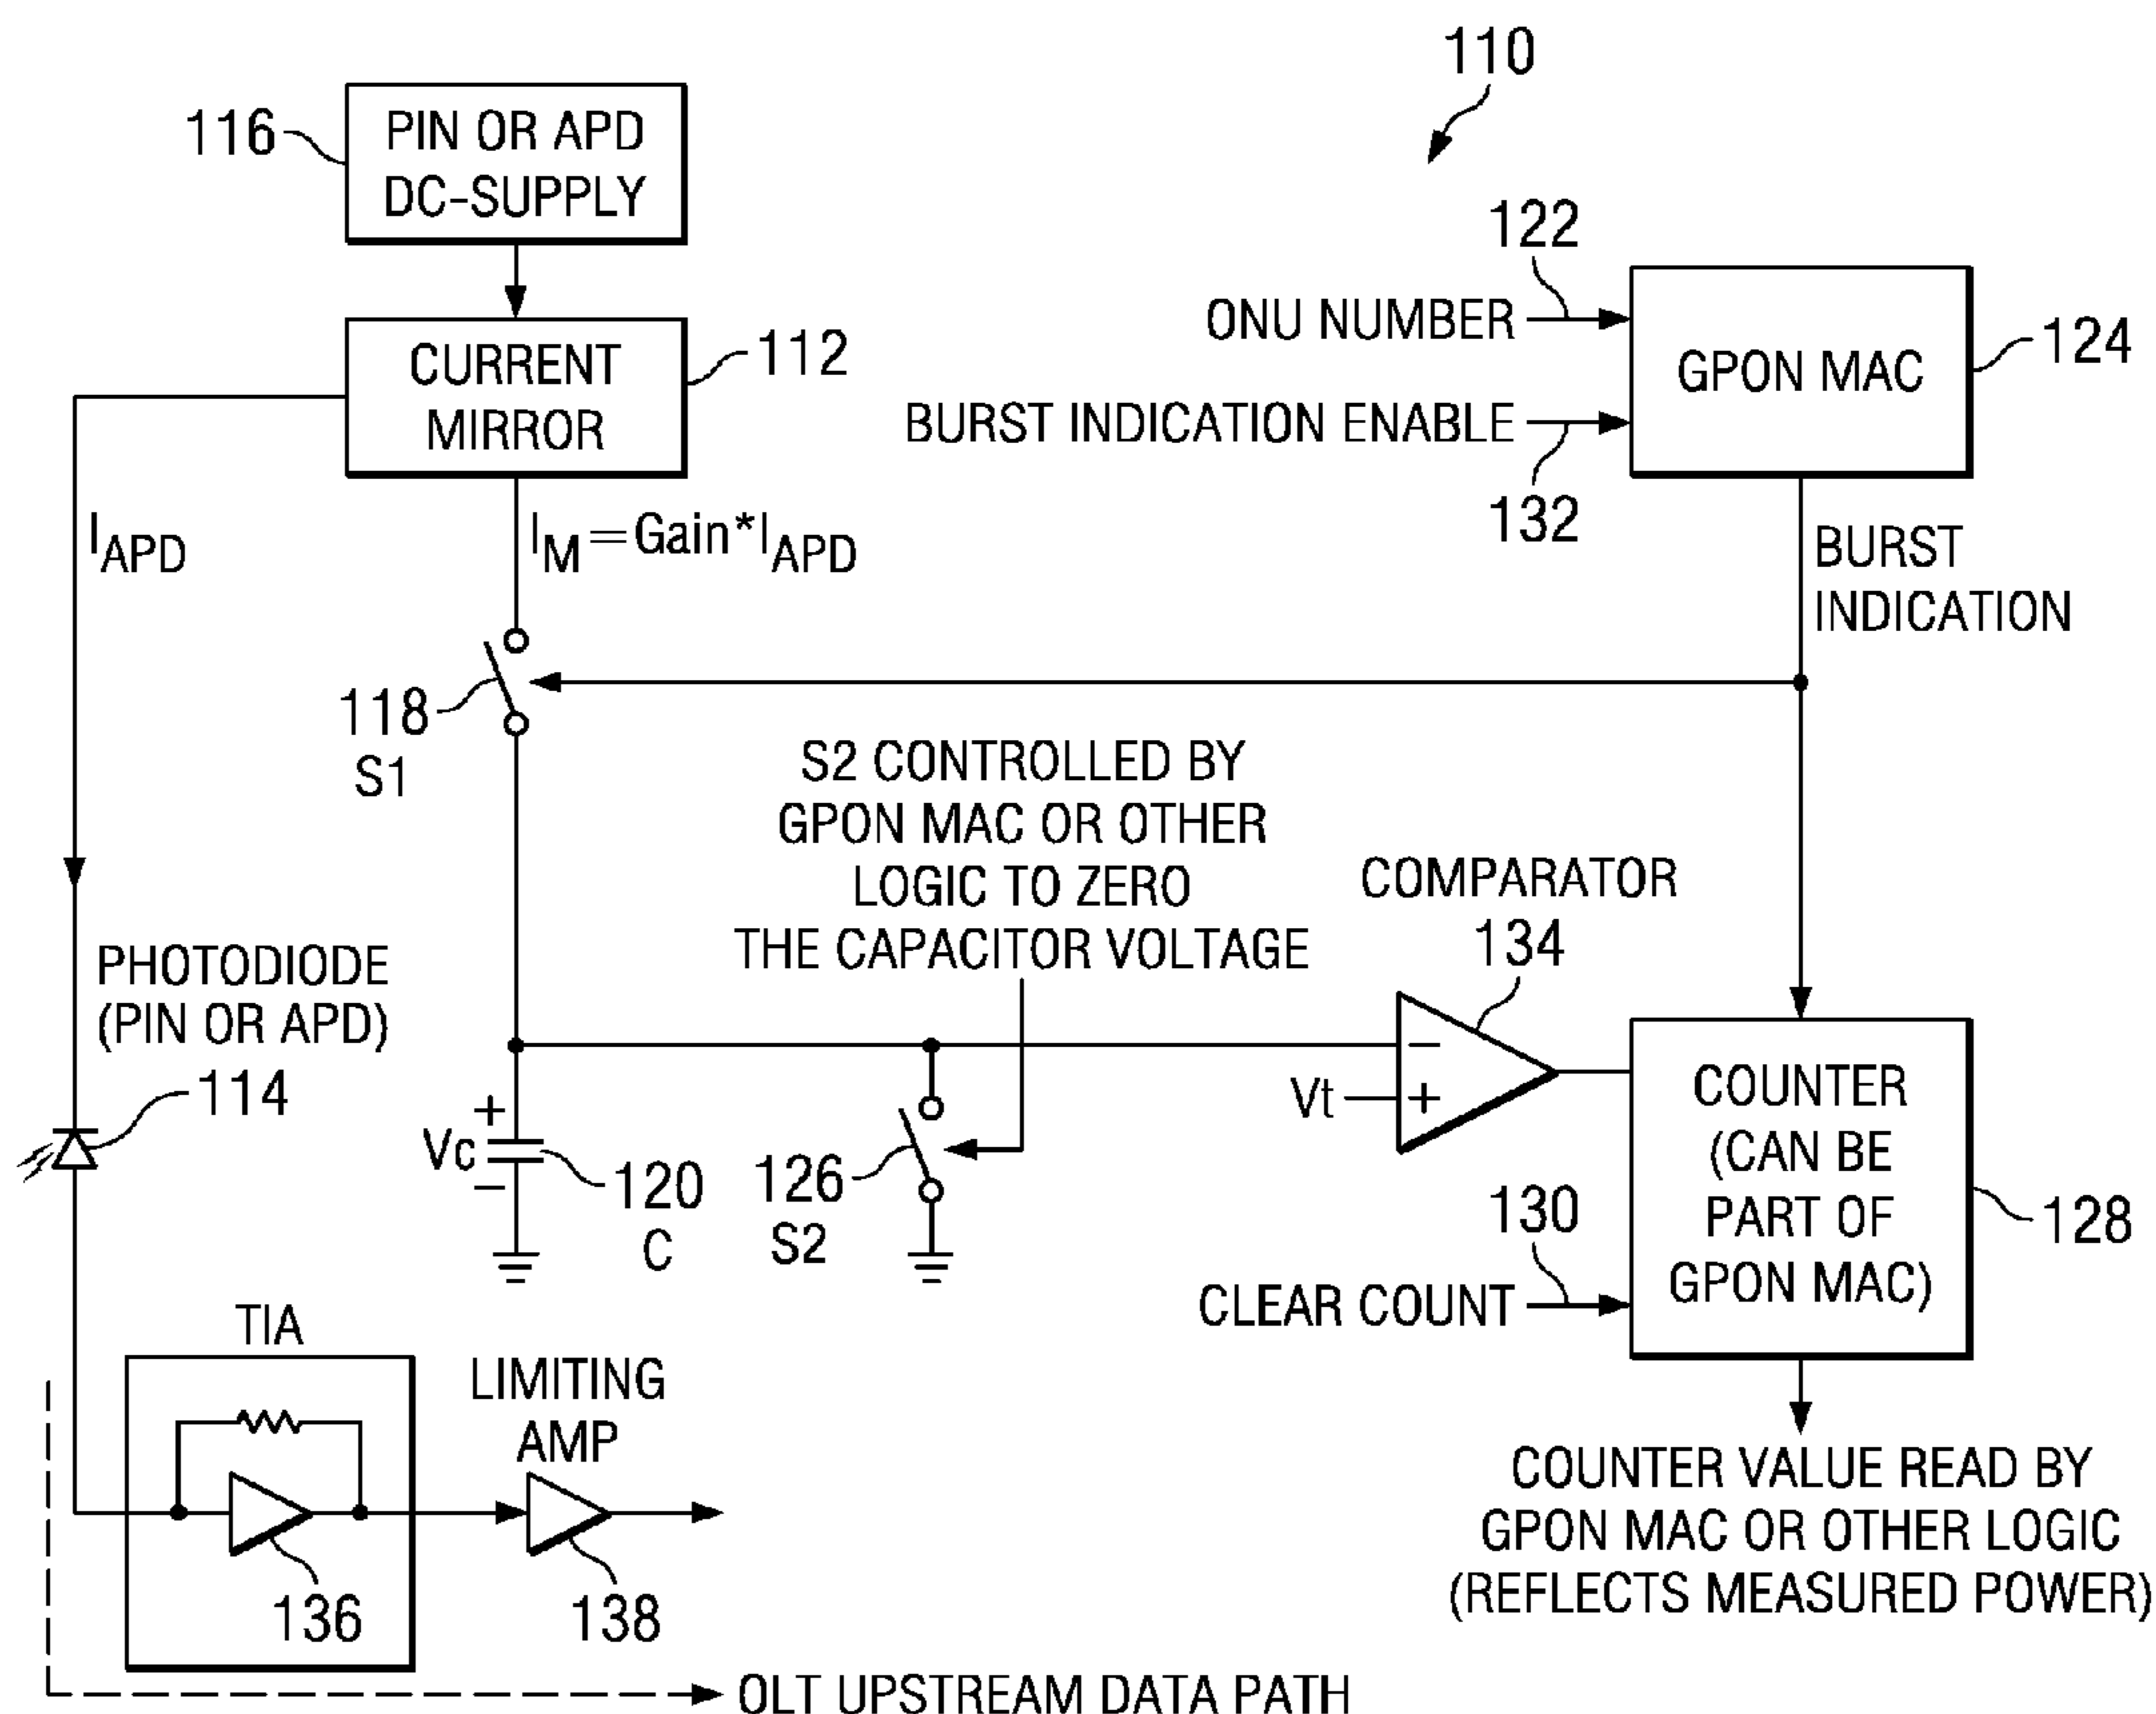 110
116
PIN OR APD
DC-SUPPLY
122
ONU NUMBER
GPON MAC
124
CURRENT
MIRROR
112
BURST INDICATION ENABLE
132
I_APD
I_M=Gain*I_APD
BURST
INDICATION
118
S1
S2 CONTROLLED BY
GPON MAC OR OTHER
LOGIC TO ZERO
THE CAPACITOR VOLTAGE
COMPARATOR
134
PHOTODIODE
(PIN OR APD)
114
−
Vt
+
COUNTER
(CAN BE
PART OF
GPON MAC)
128
+
Vc
−
120
C
126
S2
130
CLEAR COUNT
TIA
LIMITING
AMP
136
138
COUNTER VALUE READ BY
GPON MAC OR OTHER LOGIC
(REFLECTS MEASURED POWER)
OLT UPSTREAM DATA PATH